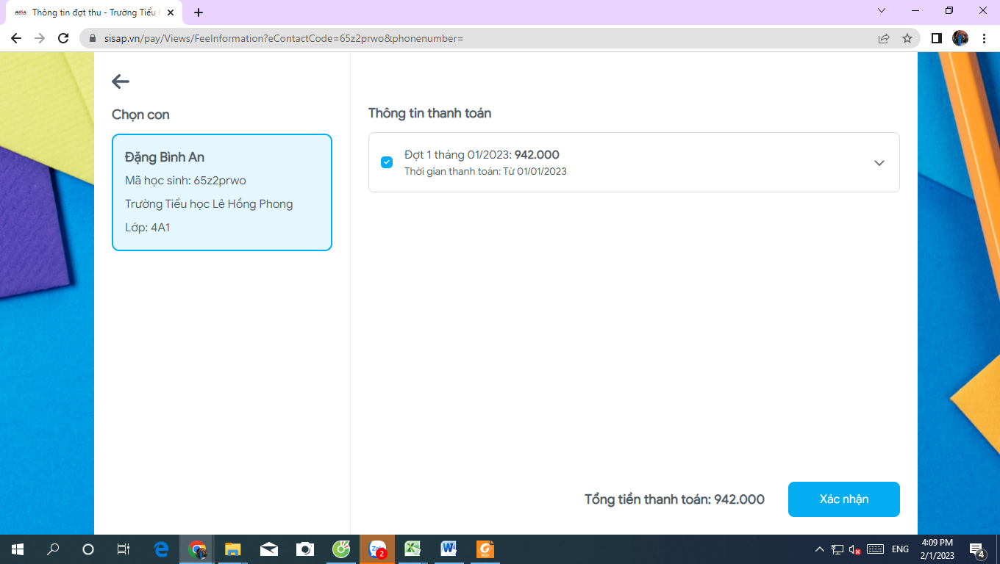 MISA Thông tin đợt thu - Trường Tiểu
sisap.vn/pay/Views/FeeInformation?eContactCode=65z2prwo&phonenumber=
Chọn con
Đặng Bình An
Mã học sinh: 65z2prwo
Trường Tiểu học Lê Hồng Phong
Lớp: 4A1
Thông tin thanh toán
Đợt 1 tháng 01/2023: 942.000
Thời gian thanh toán: Từ 01/01/2023
Tổng tiền thanh toán: 942.000
Xác nhận
Zalo
2
PDF
ENG
4:09 PM
2/1/2023
4